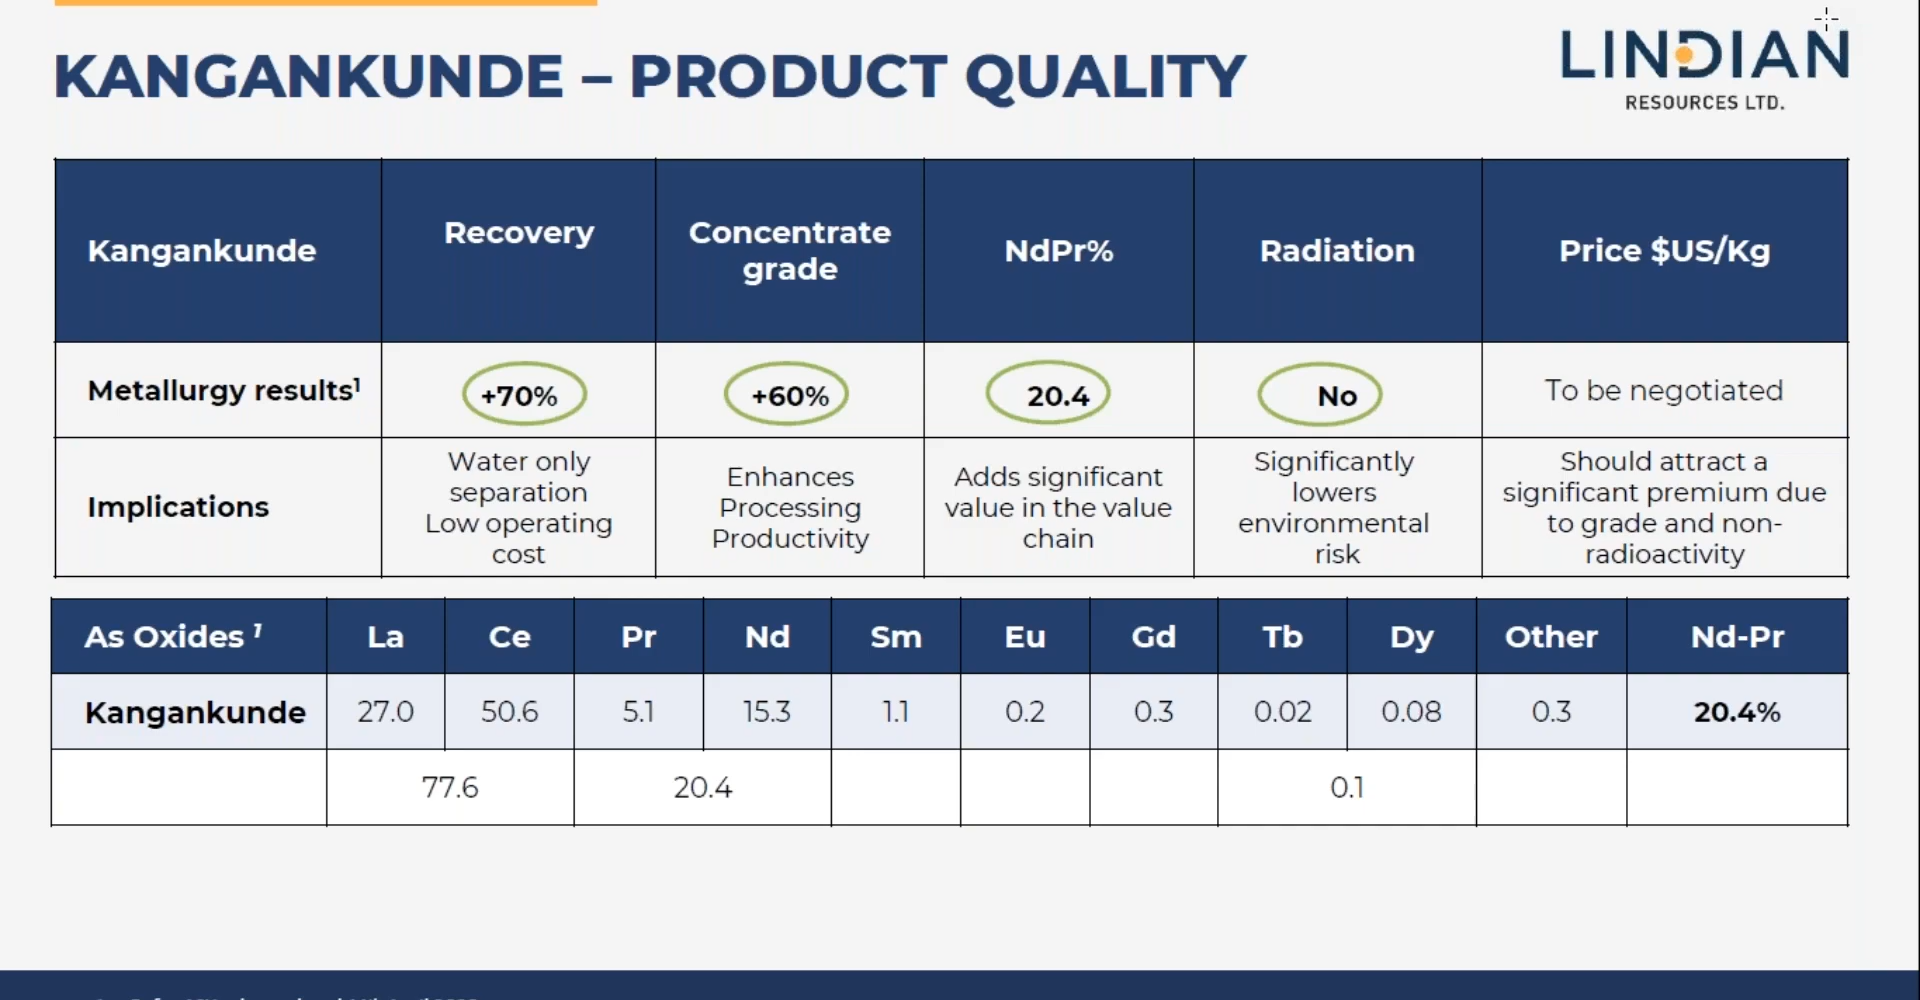 KANGANKUNDE – PRODUCT QUALITY
LINDIAN
RESOURCES LTD.
Kangankunde
Recovery
Concentrate
grade
NdPr%
Radiation
Price $US/Kg
Metallurgy results¹
+70%
+60%
20.4
No
To be negotiated
Implications
Water only
separation
Low operating
cost
Enhances
Processing
Productivity
Adds significant
value in the value
chain
Significantly
lowers
environmental
risk
Should attract a
significant premium due
to grade and non-
radioactivity
As Oxides ¹
La
Ce
Pr
Nd
Sm
Eu
Gd
Tb
Dy
Other
Nd-Pr
Kangankunde
27.0
50.6
5.1
15.3
1.1
0.2
0.3
0.02
0.08
0.3
20.4%
77.6
20.4
0.1